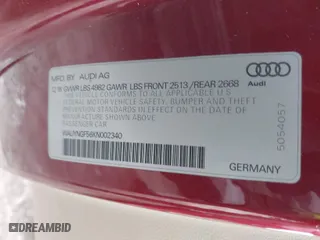 MFD. BY AUDI AG
12/18 GVWR LBS 4982 GAWR LBS FRONT 2513 / REAR 2668
THIS VEHICLE CONFORMS TO ALL APPLICABLE FEDERAL
MOTOR VEHICLE SAFETY, BUMPER AND THEFT
PREVENTION STANDARDS IN EFFECT ON THE
DATE OF MANUFACTURE SHOWN ABOVE.
PASSENGER CAR
WAUYNGF56KN002340
GERMANY
Audi
5054057
DREAMBID